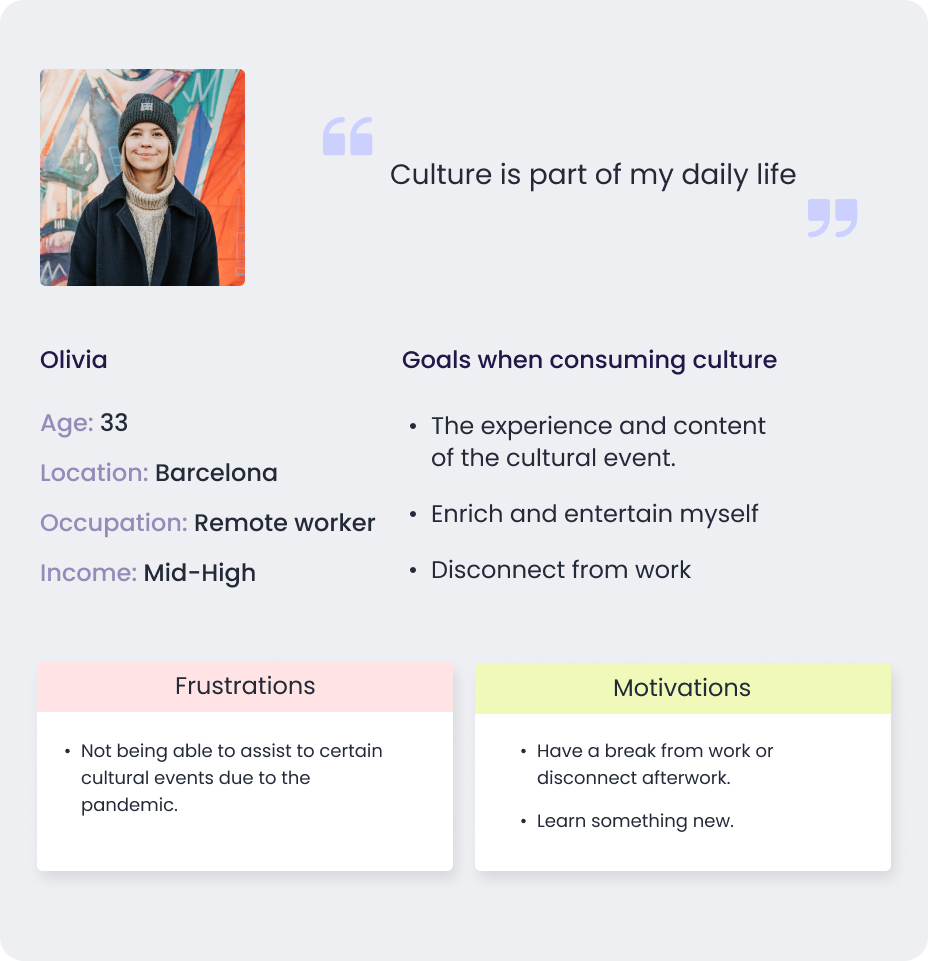 Culture is part of my daily life
Olivia
Age: 33
Location: Barcelona
Occupation: Remote worker
Income: Mid-High
Goals when consuming culture
• The experience and content
of the cultural event.
• Enrich and entertain myself
• Disconnect from work
Frustrations
• Not being able to assist to certain
cultural events due to the
pandemic.
Motivations
• Have a break from work or
disconnect afterwork.
• Learn something new.